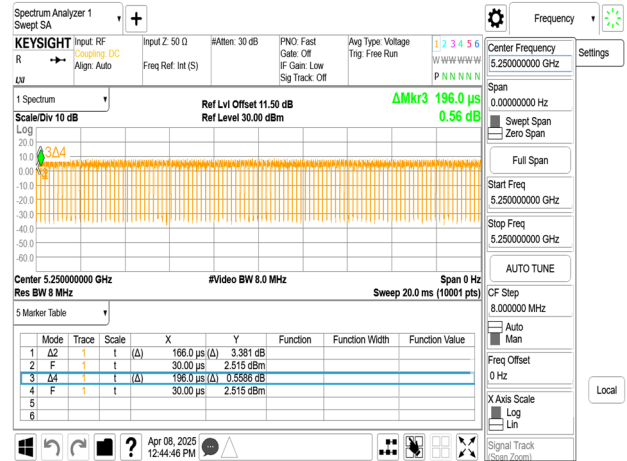 Spectrum Analyzer 1
Swept SA
Frequency
KEYSIGHT
R
Input: RF
Coupling: DC
Align: Auto
Input Z: 50 Ω
Freq Ref: Int (S)
#Atten: 30 dB
PNO: Fast
Gate: Off
IF Gain: Low
Sig Track: Off
Avg Type: Voltage
Trig: Free Run
1 2 3 4 5 6
W W W W W W
P N N N N N
1 Spectrum
Scale/Div 10 dB
Ref Lvl Offset 11.50 dB
Ref Level 30.00 dBm
ΔMkr3 196.0 µs
0.56 dB
Log
20.0
10.0
0.00
-10.0
-20.0
-30.0
-40.0
-50.0
-60.0
3Δ4
Center 5.250000000 GHz
Res BW 8 MHz
#Video BW 8.0 MHz
Span 0 Hz
Sweep 20.0 ms (10001 pts)
5 Marker Table
Mode Trace Scale X Y Function Function Width Function Value
1 Δ2 1 t (Δ) 166.0 µs (Δ) 3.381 dB
2 F 1 t 30.00 µs 2.515 dBm
3 Δ4 1 t (Δ) 196.0 µs (Δ) 0.5586 dB
4 F 1 t 30.00 µs 2.515 dBm
5
6
Apr 08, 2025
12:44:46 PM
Center Frequency
5.250000000 GHz
Span
0.00000000 Hz
Swept Span
Zero Span
Full Span
Start Freq
5.250000000 GHz
Stop Freq
5.250000000 GHz
AUTO TUNE
CF Step
8.000000 MHz
Auto
Man
Freq Offset
0 Hz
X Axis Scale
Log
Lin
Signal Track
(Span Zoom)
Settings
Local